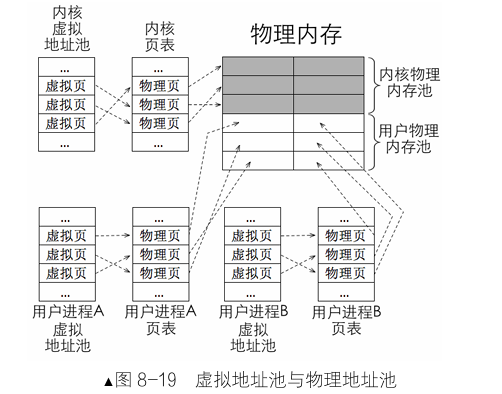 内核
虚拟
地址池
内核
页表
物理内存
...
虚拟页
虚拟页
虚拟页
...
...
物理页
物理页
物理页
...
内核物理
内存池
用户物理
内存池
...
虚拟页
虚拟页
虚拟页
...
...
物理页
物理页
物理页
...
...
虚拟页
虚拟页
虚拟页
...
...
物理页
物理页
物理页
...
用户进程A
虚拟
地址池
用户进程A
页表
用户进程B
虚拟
地址池
用户进程B
页表
▲图 8-19 虚拟地址池与物理地址池